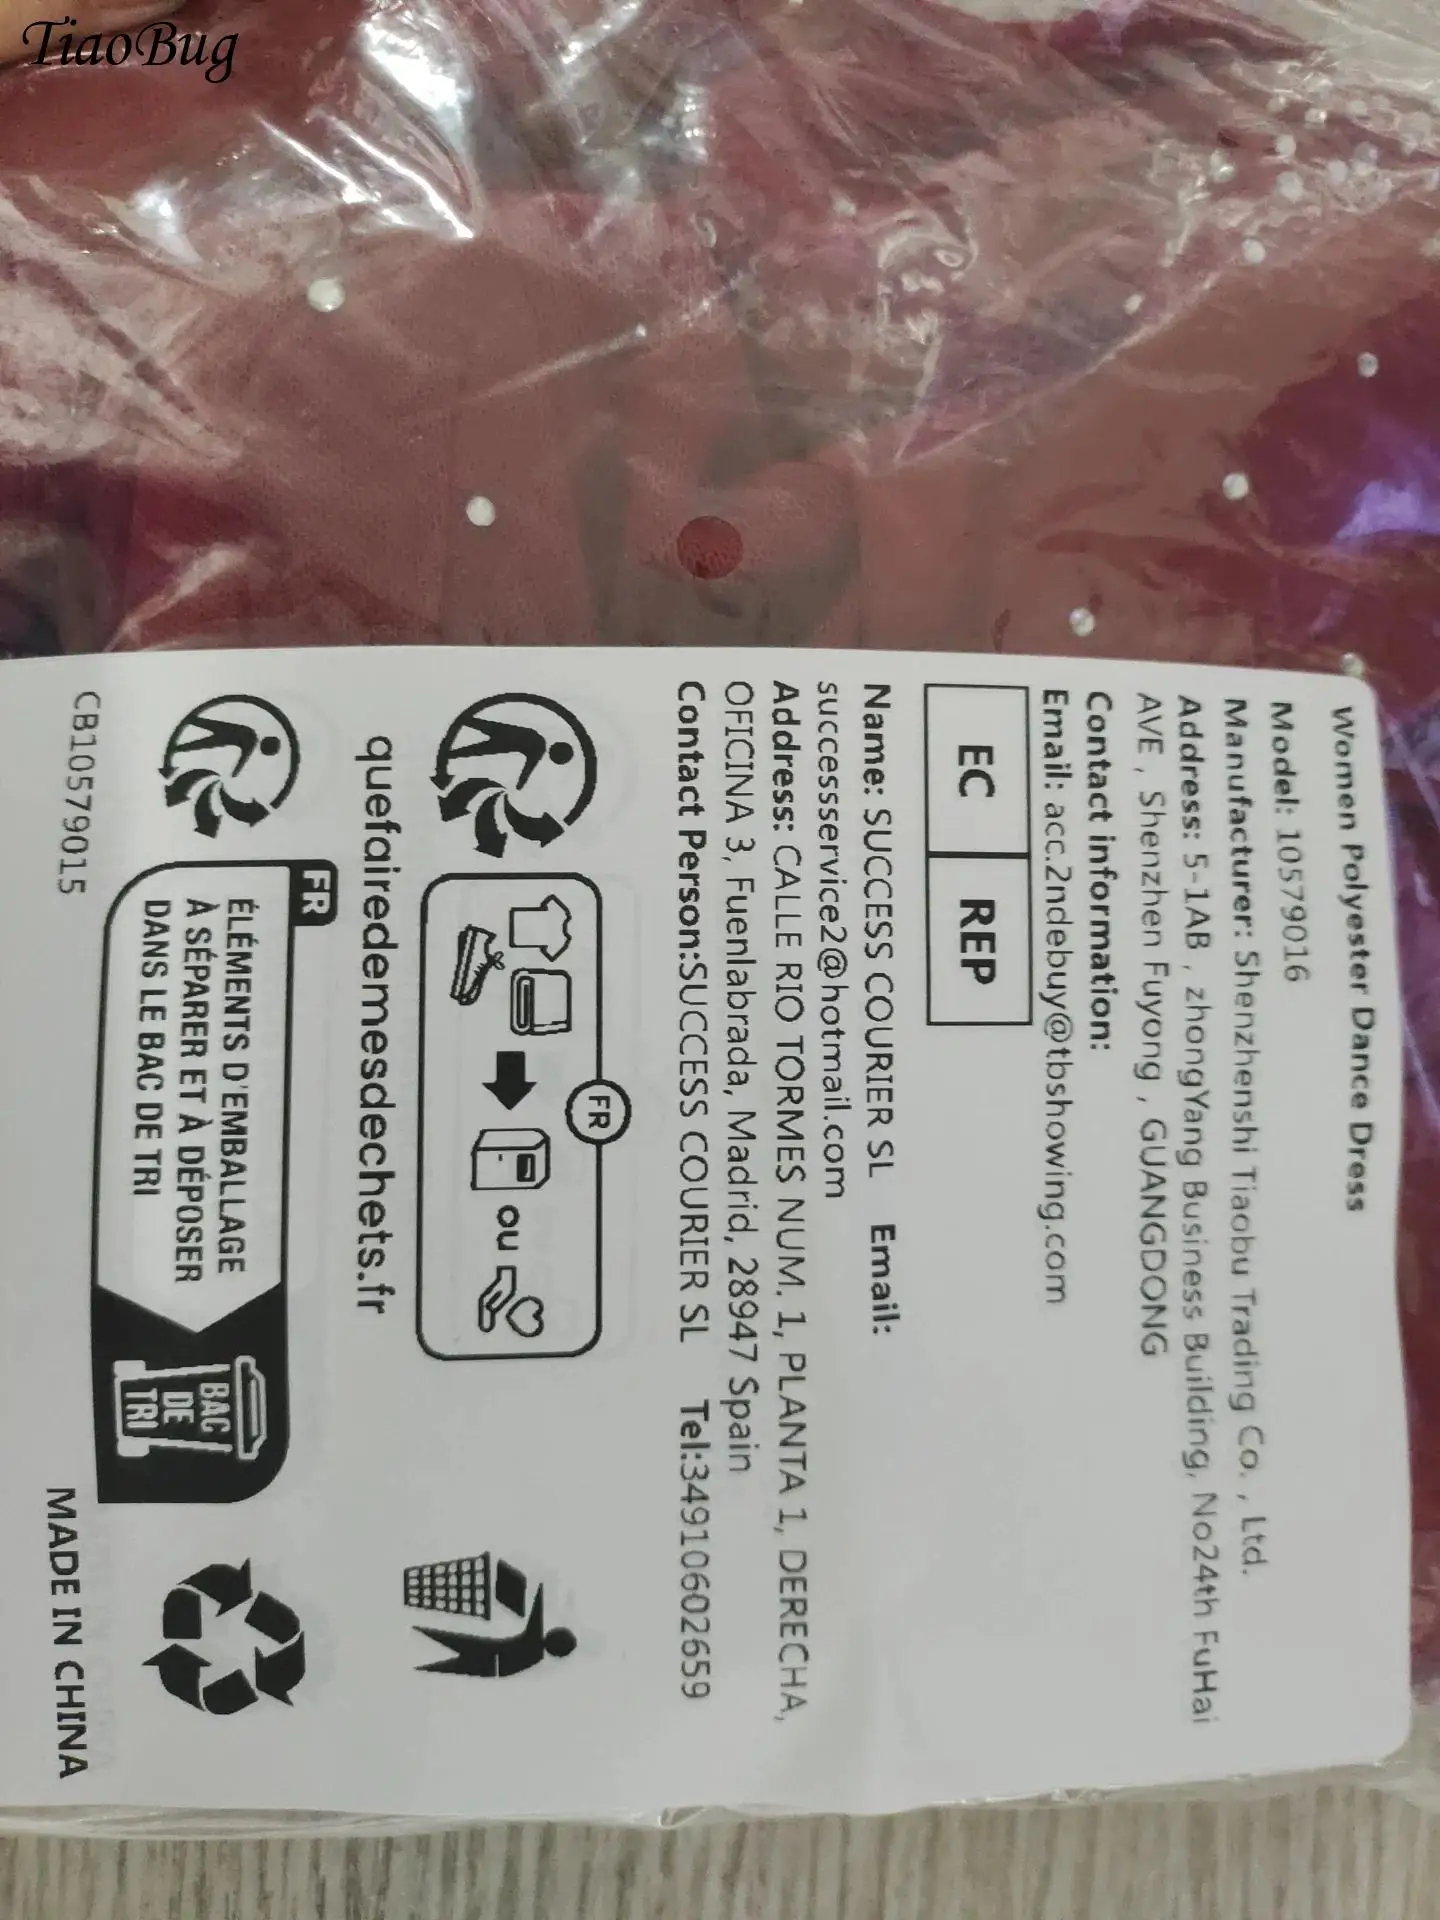 TiaoBug
Women Polyester Dance Dress
Model: 10579016
Manufacturer: Shenzhenshi Tiaobu Trading Co. , Ltd.
Address: 5-1AB , zhongYang Business Building, No24th FuHai
AVE , Shenzhen Fuyong , GUANGDONG
Contact information:
Email: acc.2ndebuy@tbshowing.com
EC REP
Name: SUCCESS COURIER SL Email:
successservice2@hotmail.com
Address: CALLE RIO TORMES NUM. 1, PLANTA 1, DERECHA,
OFICINA 3, Fuenlabrada, Madrid, 28947 Spain
Contact Person:SUCCESS COURIER SL Tel:34910602659
FR
ou
quefairedemesdechets.fr
FR
ÉLÉMENTS D'EMBALLAGE
À SÉPARER ET À DÉPOSER
DANS LE BAC DE TRI
BAC
DE
TRI
CB10579015
MADE IN CHINA